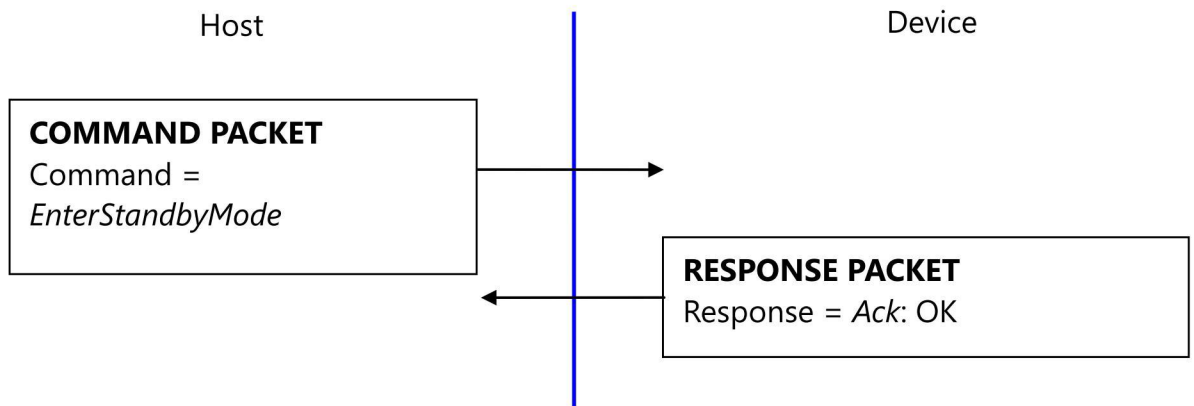 Host
Device
COMMAND PACKET
Command =
EnterStandbyMode
RESPONSE PACKET
Response = Ack: OK